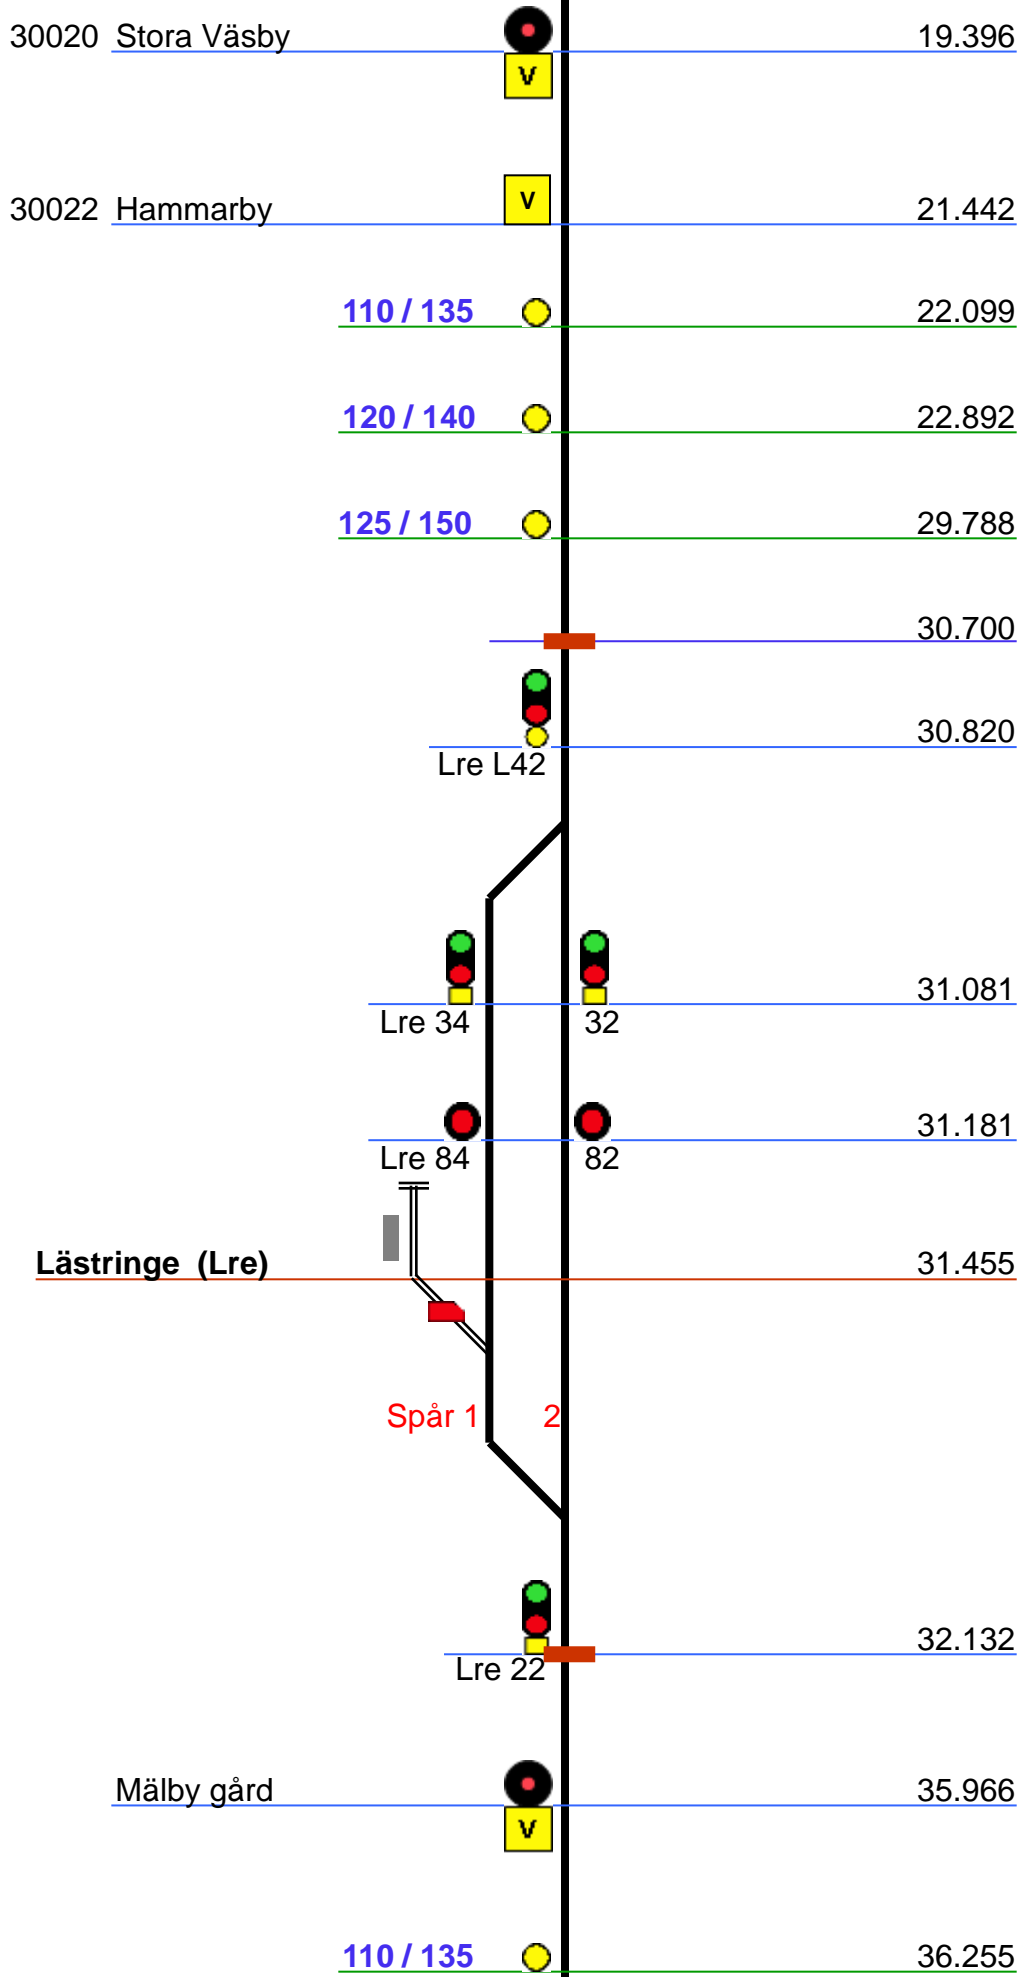 30020 Stora Väsby 19.396
V
30022 Hammarby V 21.442
110 / 135 22.099
120 / 140 22.892
125 / 150 29.788
30.700
30.820
Lre L42
31.081
Lre 34 32
31.181
Lre 84 82
Lästringe (Lre) 31.455
Spår 1 2
32.132
Lre 22
Mälby gård 35.966
V
110 / 135 36.255